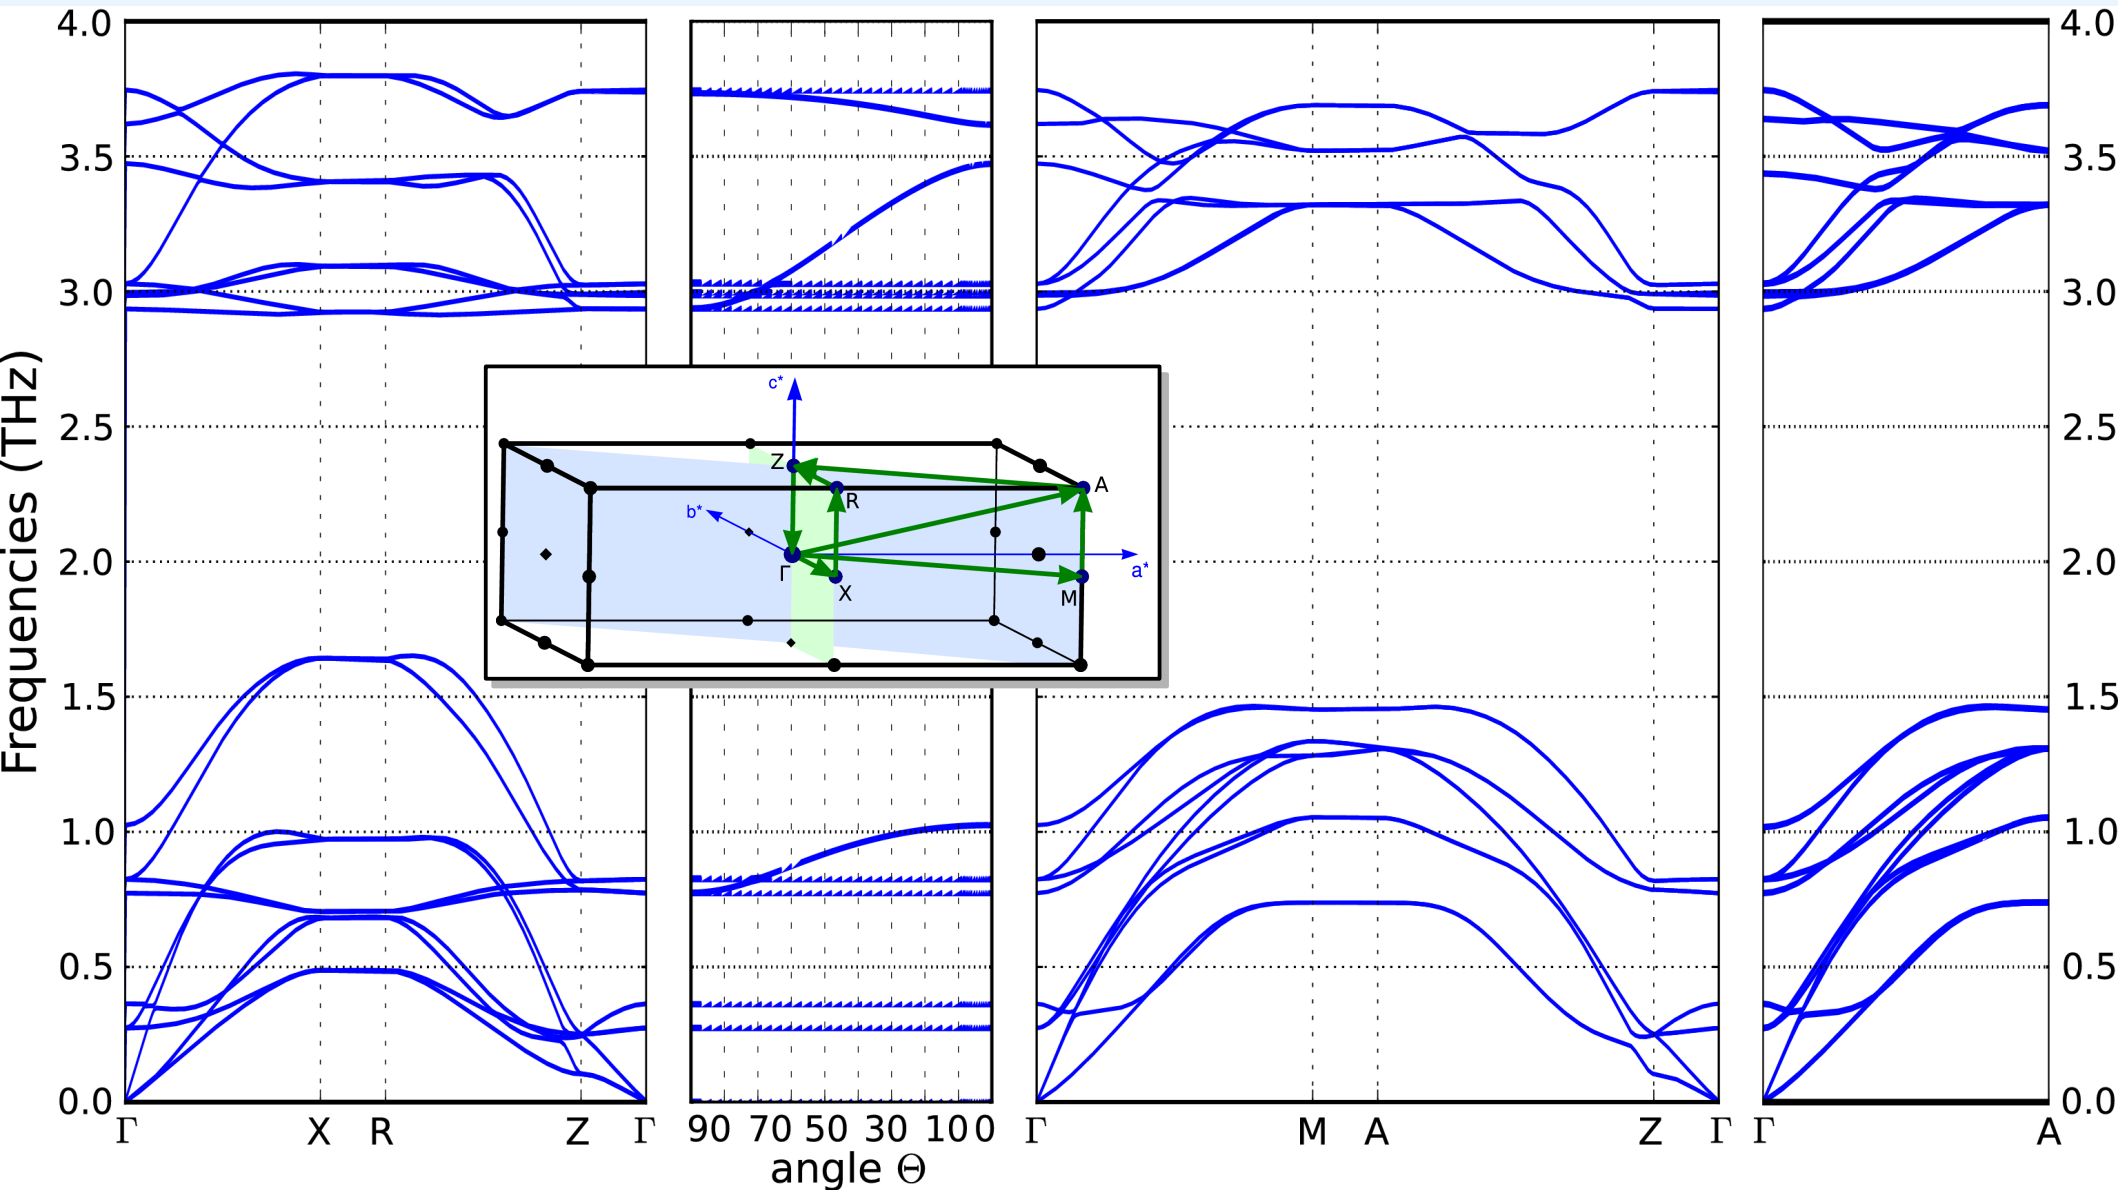 Frequencies (THz)
4.0
3.5
3.0
2.5
2.0
1.5
1.0
0.5
0.0
Γ X R Z Γ
90 70 50 30 10 0
angle Θ
Γ M A Z Γ
Γ A
4.0
3.5
3.0
2.5
2.0
1.5
1.0
0.5
0.0
c*
Z
A
R
b*
Γ
a*
X
M